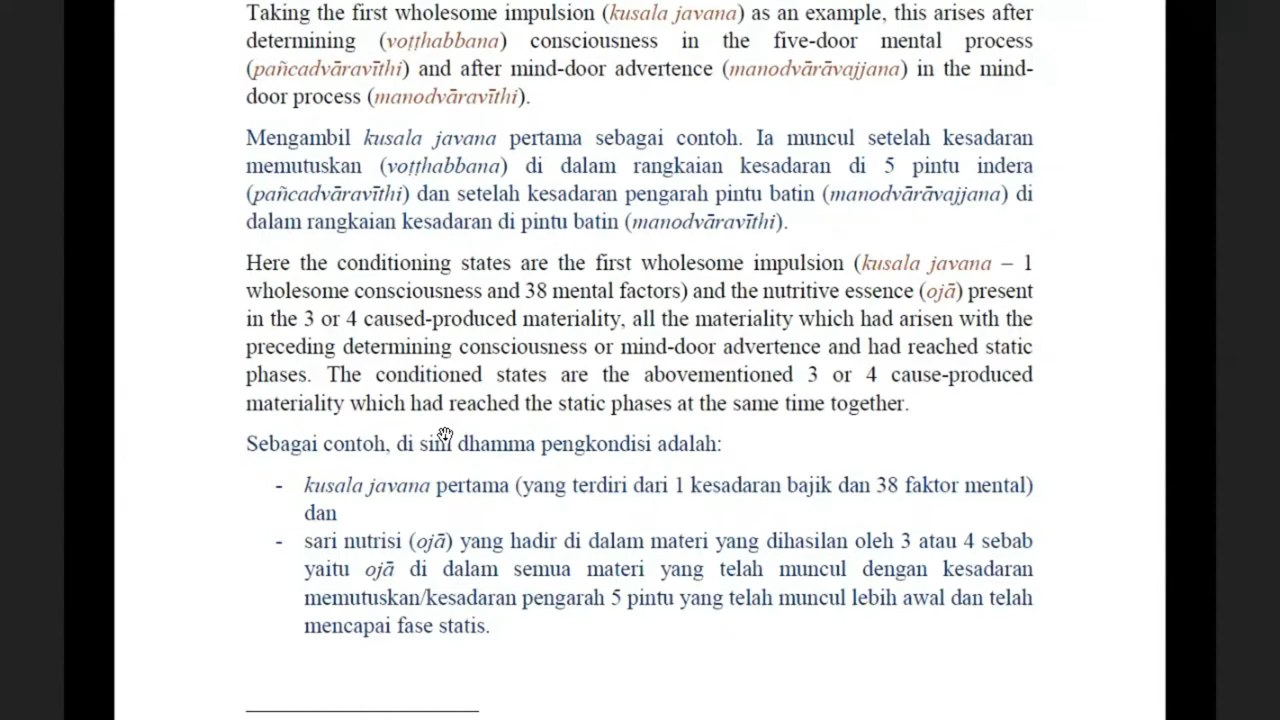 Taking the first wholesome impulsion (kusala javana) as an example, this arises after
determining (voṭṭhabbana) consciousness in the five-door mental process
(pañcadvāravīthi) and after mind-door advertence (manodvārāvajjana) in the mind-
door process (manodvāravīthi).
Mengambil kusala javana pertama sebagai contoh. Ia muncul setelah kesadaran
memutuskan (voṭṭhabbana) di dalam rangkaian kesadaran di 5 pintu indera
(pañcadvāravīthi) dan setelah kesadaran pengarah pintu batin (manodvārāvajjana) di
dalam rangkaian kesadaran di pintu batin (manodvāravīthi).
Here the conditioning states are the first wholesome impulsion (kusala javana – 1
wholesome consciousness and 38 mental factors) and the nutritive essence (ojā) present
in the 3 or 4 caused-produced materiality, all the materiality which had arisen with the
preceding determining consciousness or mind-door advertence and had reached static
phases. The conditioned states are the abovementioned 3 or 4 cause-produced
materiality which had reached the static phases at the same time together.
Sebagai contoh, di sini dhamma pengkondisi adalah:
- kusala javana pertama (yang terdiri dari 1 kesadaran bajik dan 38 faktor mental)
dan
- sari nutrisi (ojā) yang hadir di dalam materi yang dihasilan oleh 3 atau 4 sebab
yaitu ojā di dalam semua materi yang telah muncul dengan kesadaran
memutuskan/kesadaran pengarah 5 pintu yang telah muncul lebih awal dan telah
mencapai fase statis.